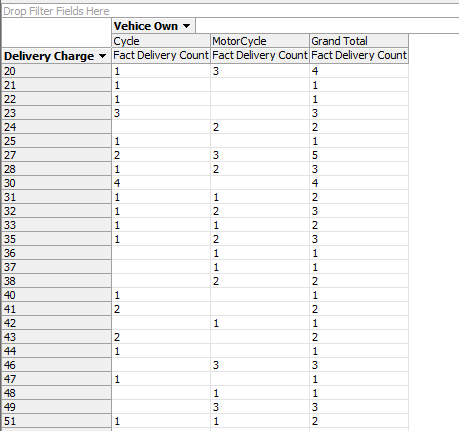 Drop Filter Fields Here
Vehice Own
Cycle MotorCycle Grand Total
Delivery Charge Fact Delivery Count Fact Delivery Count Fact Delivery Count
20 1 3 4
21 1 1
22 1 1
23 3 3
24 2 2
25 1 1
27 2 3 5
28 1 2 3
30 4 4
31 1 1 2
32 1 2 3
33 1 1 2
35 1 2 3
36 1 1
37 1 1
38 2 2
40 1 1
41 2 2
42 1 1
43 2 2
44 1 1
46 3 3
47 1 1
48 1 1
49 3 3
51 1 1 2